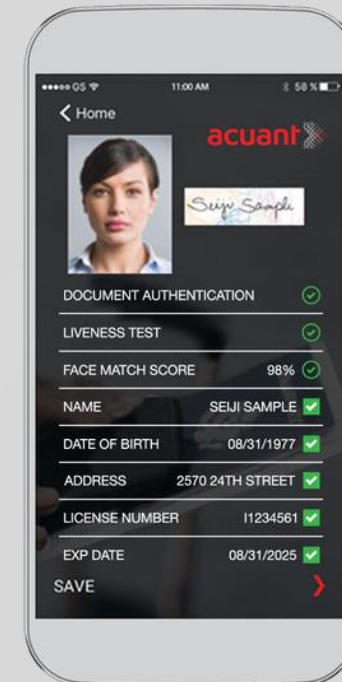 GS 11:00 AM 58 %
Home
acuant
Seiji Sample
DOCUMENT AUTHENTICATION
LIVENESS TEST
FACE MATCH SCORE 98%
NAME SEIJI SAMPLE
DATE OF BIRTH 08/31/1977
ADDRESS 2570 24TH STREET
LICENSE NUMBER I1234561
EXP DATE 08/31/2025
SAVE